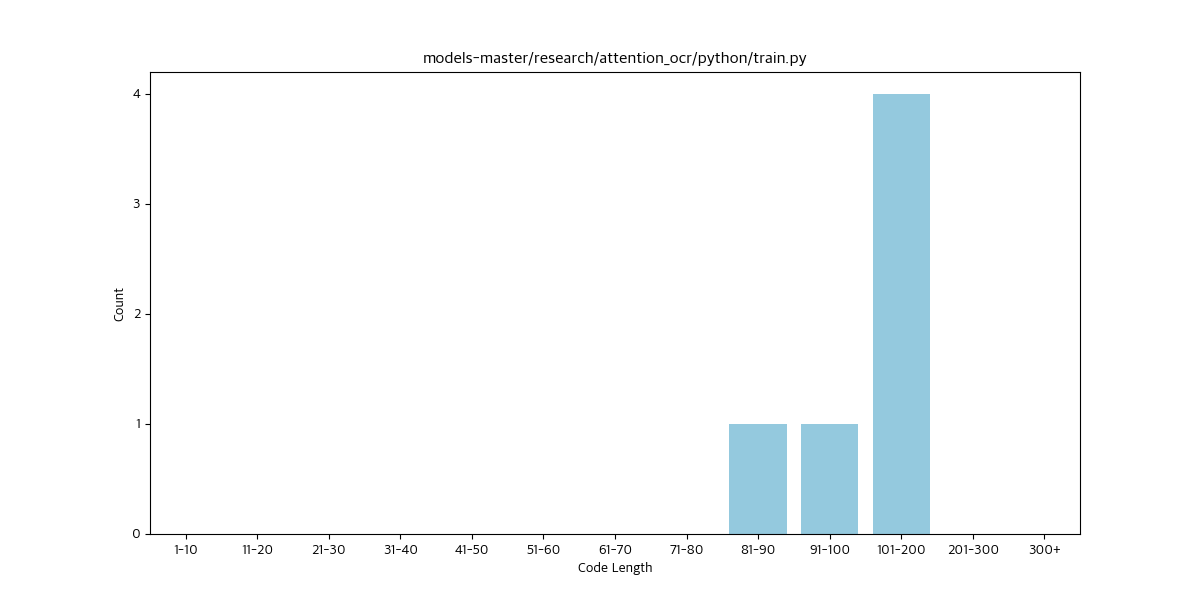 models-master/research/attention_ocr/python/train.py
4
3
2
1
0
Count
1-10 11-20 21-30 31-40 41-50 51-60 61-70 71-80 81-90 91-100 101-200 201-300 300+
Code Length